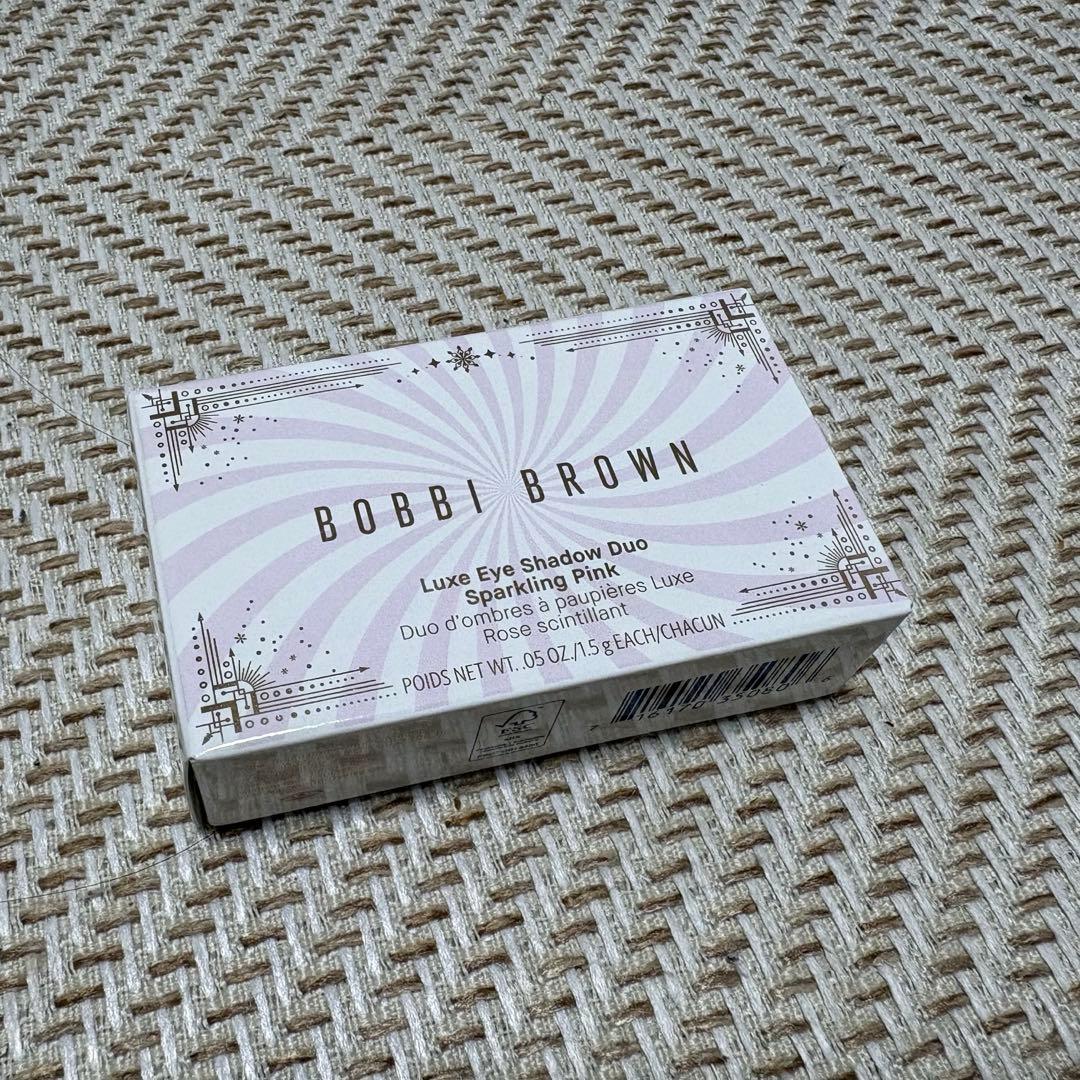 BOBBI BROWN
Luxe Eye Shadow Duo
Sparkling Pink
Duo d'ombres à paupières Luxe
Rose scintillant
POIDS NET WT. .05 OZ./1.5 g EACH/CHACUN
FSC